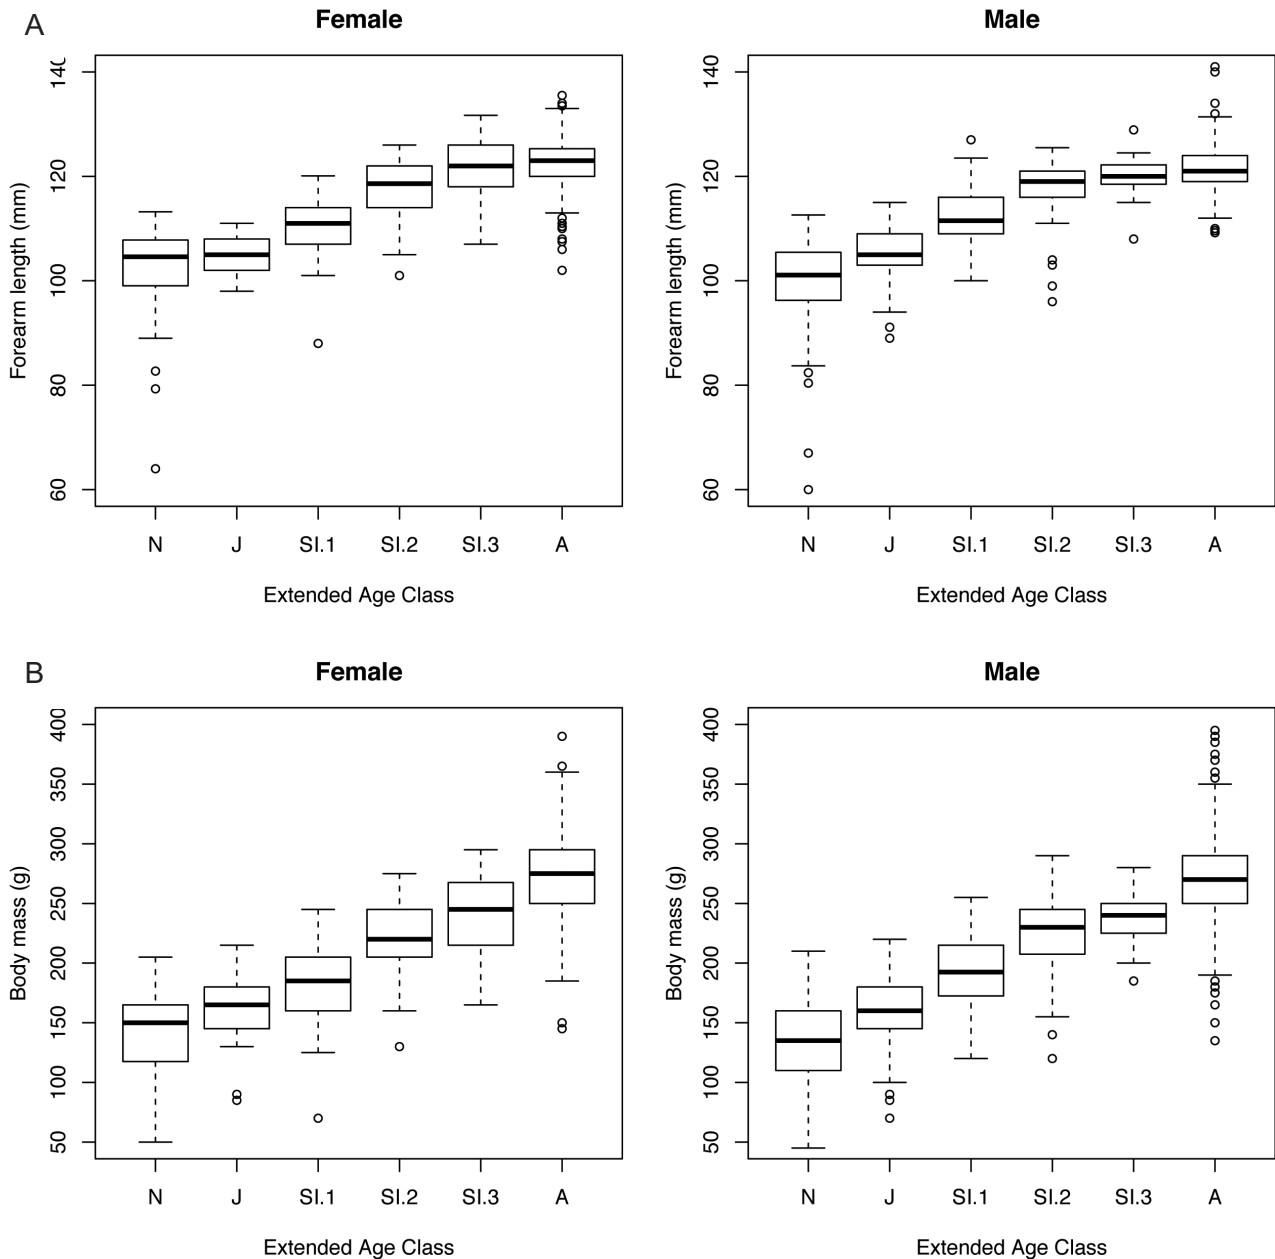 A
Female
Male
Forearm length (mm)
140
120
100
80
60
N J SI.1 SI.2 SI.3 A
Extended Age Class
Forearm length (mm)
140
120
100
80
60
N J SI.1 SI.2 SI.3 A
Extended Age Class
B
Female
Male
Body mass (g)
400
350
300
250
200
150
100
50
N J SI.1 SI.2 SI.3 A
Extended Age Class
Body mass (g)
400
350
300
250
200
150
100
50
N J SI.1 SI.2 SI.3 A
Extended Age Class